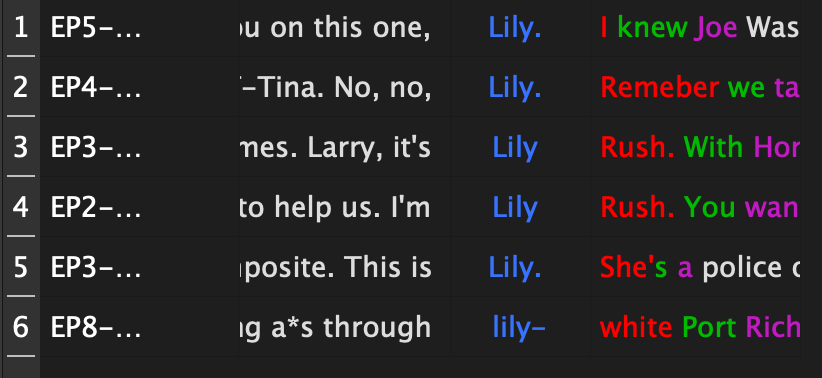 1 EP5-... ou on this one, Lily. I knew Joe Was
2 EP4-... -Tina. No, no, Lily. Remeber we ta
3 EP3-... mes. Larry, it's Lily Rush. With Hor
4 EP2-... to help us. I'm Lily Rush. You wan
5 EP3-... posite. This is Lily. She's a police
6 EP8-... ng a*s through lily- white Port Rich